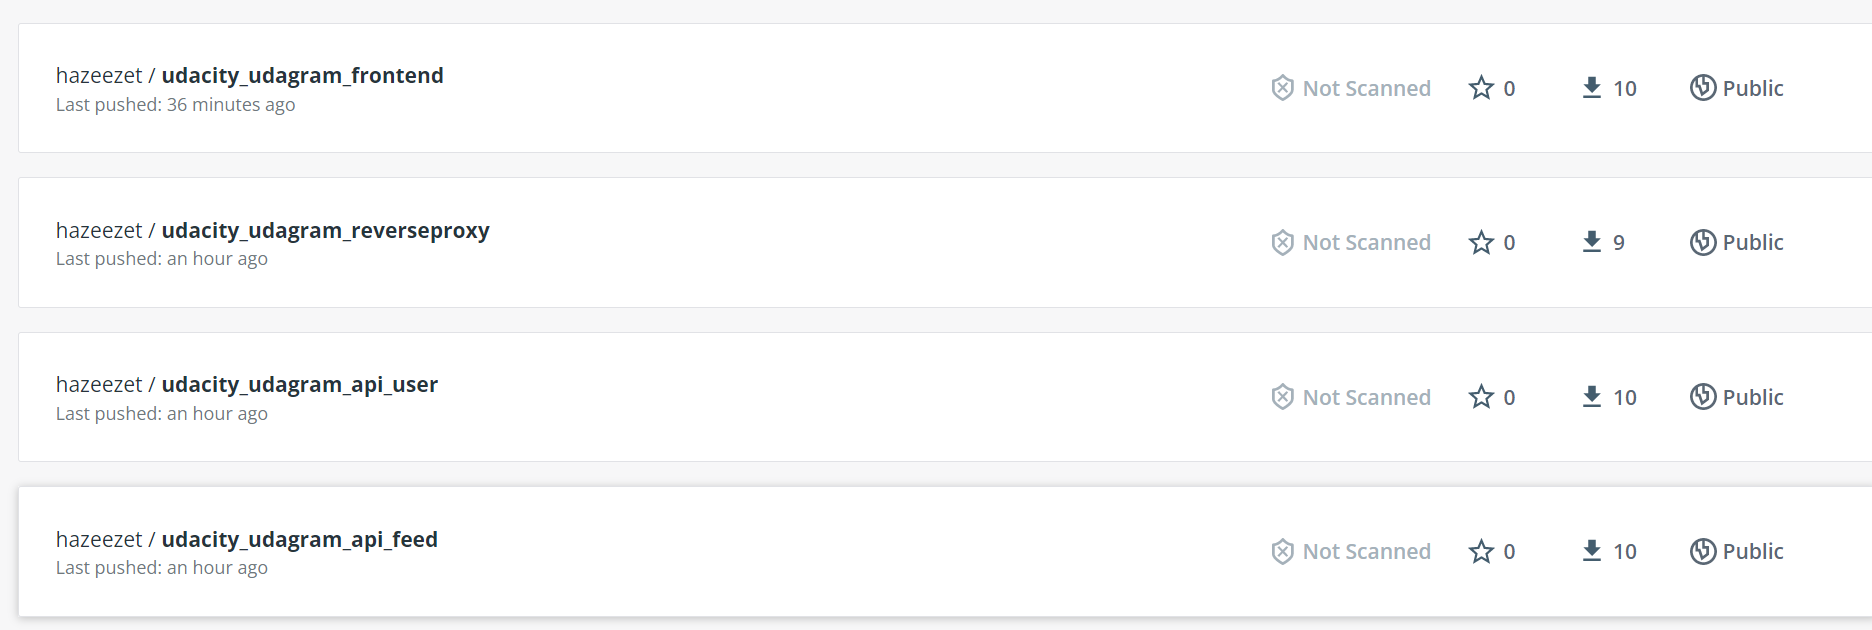 hazeezet / udacity_udagram_frontend
Last pushed: 36 minutes ago
Not Scanned 0 10 Public
hazeezet / udacity_udagram_reverseproxy
Last pushed: an hour ago
Not Scanned 0 9 Public
hazeezet / udacity_udagram_api_user
Last pushed: an hour ago
Not Scanned 0 10 Public
hazeezet / udacity_udagram_api_feed
Last pushed: an hour ago
Not Scanned 0 10 Public